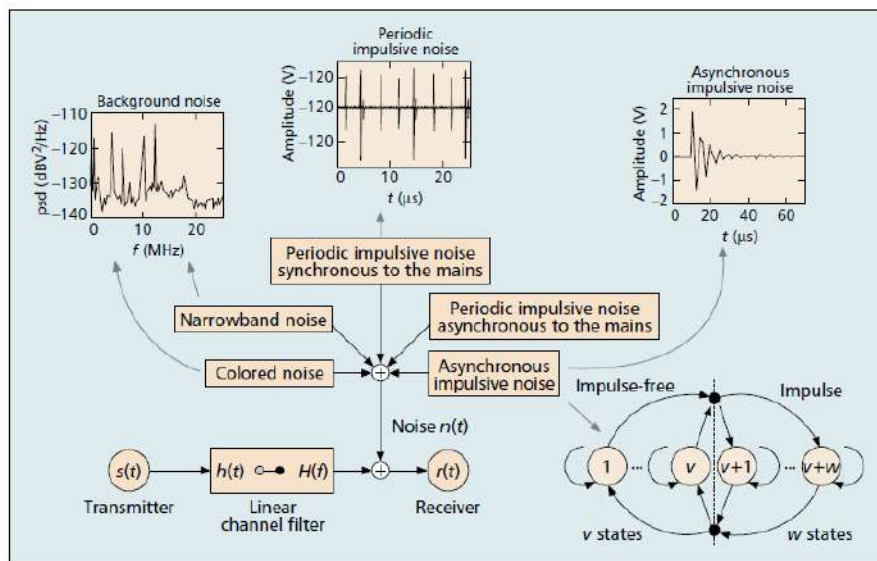 Periodic
impulsive noise
Amplitude (V)
−120
−120
−120
0
10
20
t (μs)
Background noise
psd (dBV²/Hz)
−110
−120
−130
−140
0
10
20
f (MHz)
Asynchronous
impulsive noise
Amplitude (V)
2
1
0
−1
−2
0
20
40
60
t (μs)
Periodic impulsive noise
synchronous to the mains
Narrowband noise
Periodic impulsive noise
asynchronous to the mains
Colored noise
Asynchronous
impulsive noise
Impulse-free
Impulse
Noise n(t)
s(t)
h(t)
H(f)
r(t)
Transmitter
Linear
channel filter
Receiver
1
...
v
v+1
...
v+w
v states
w states